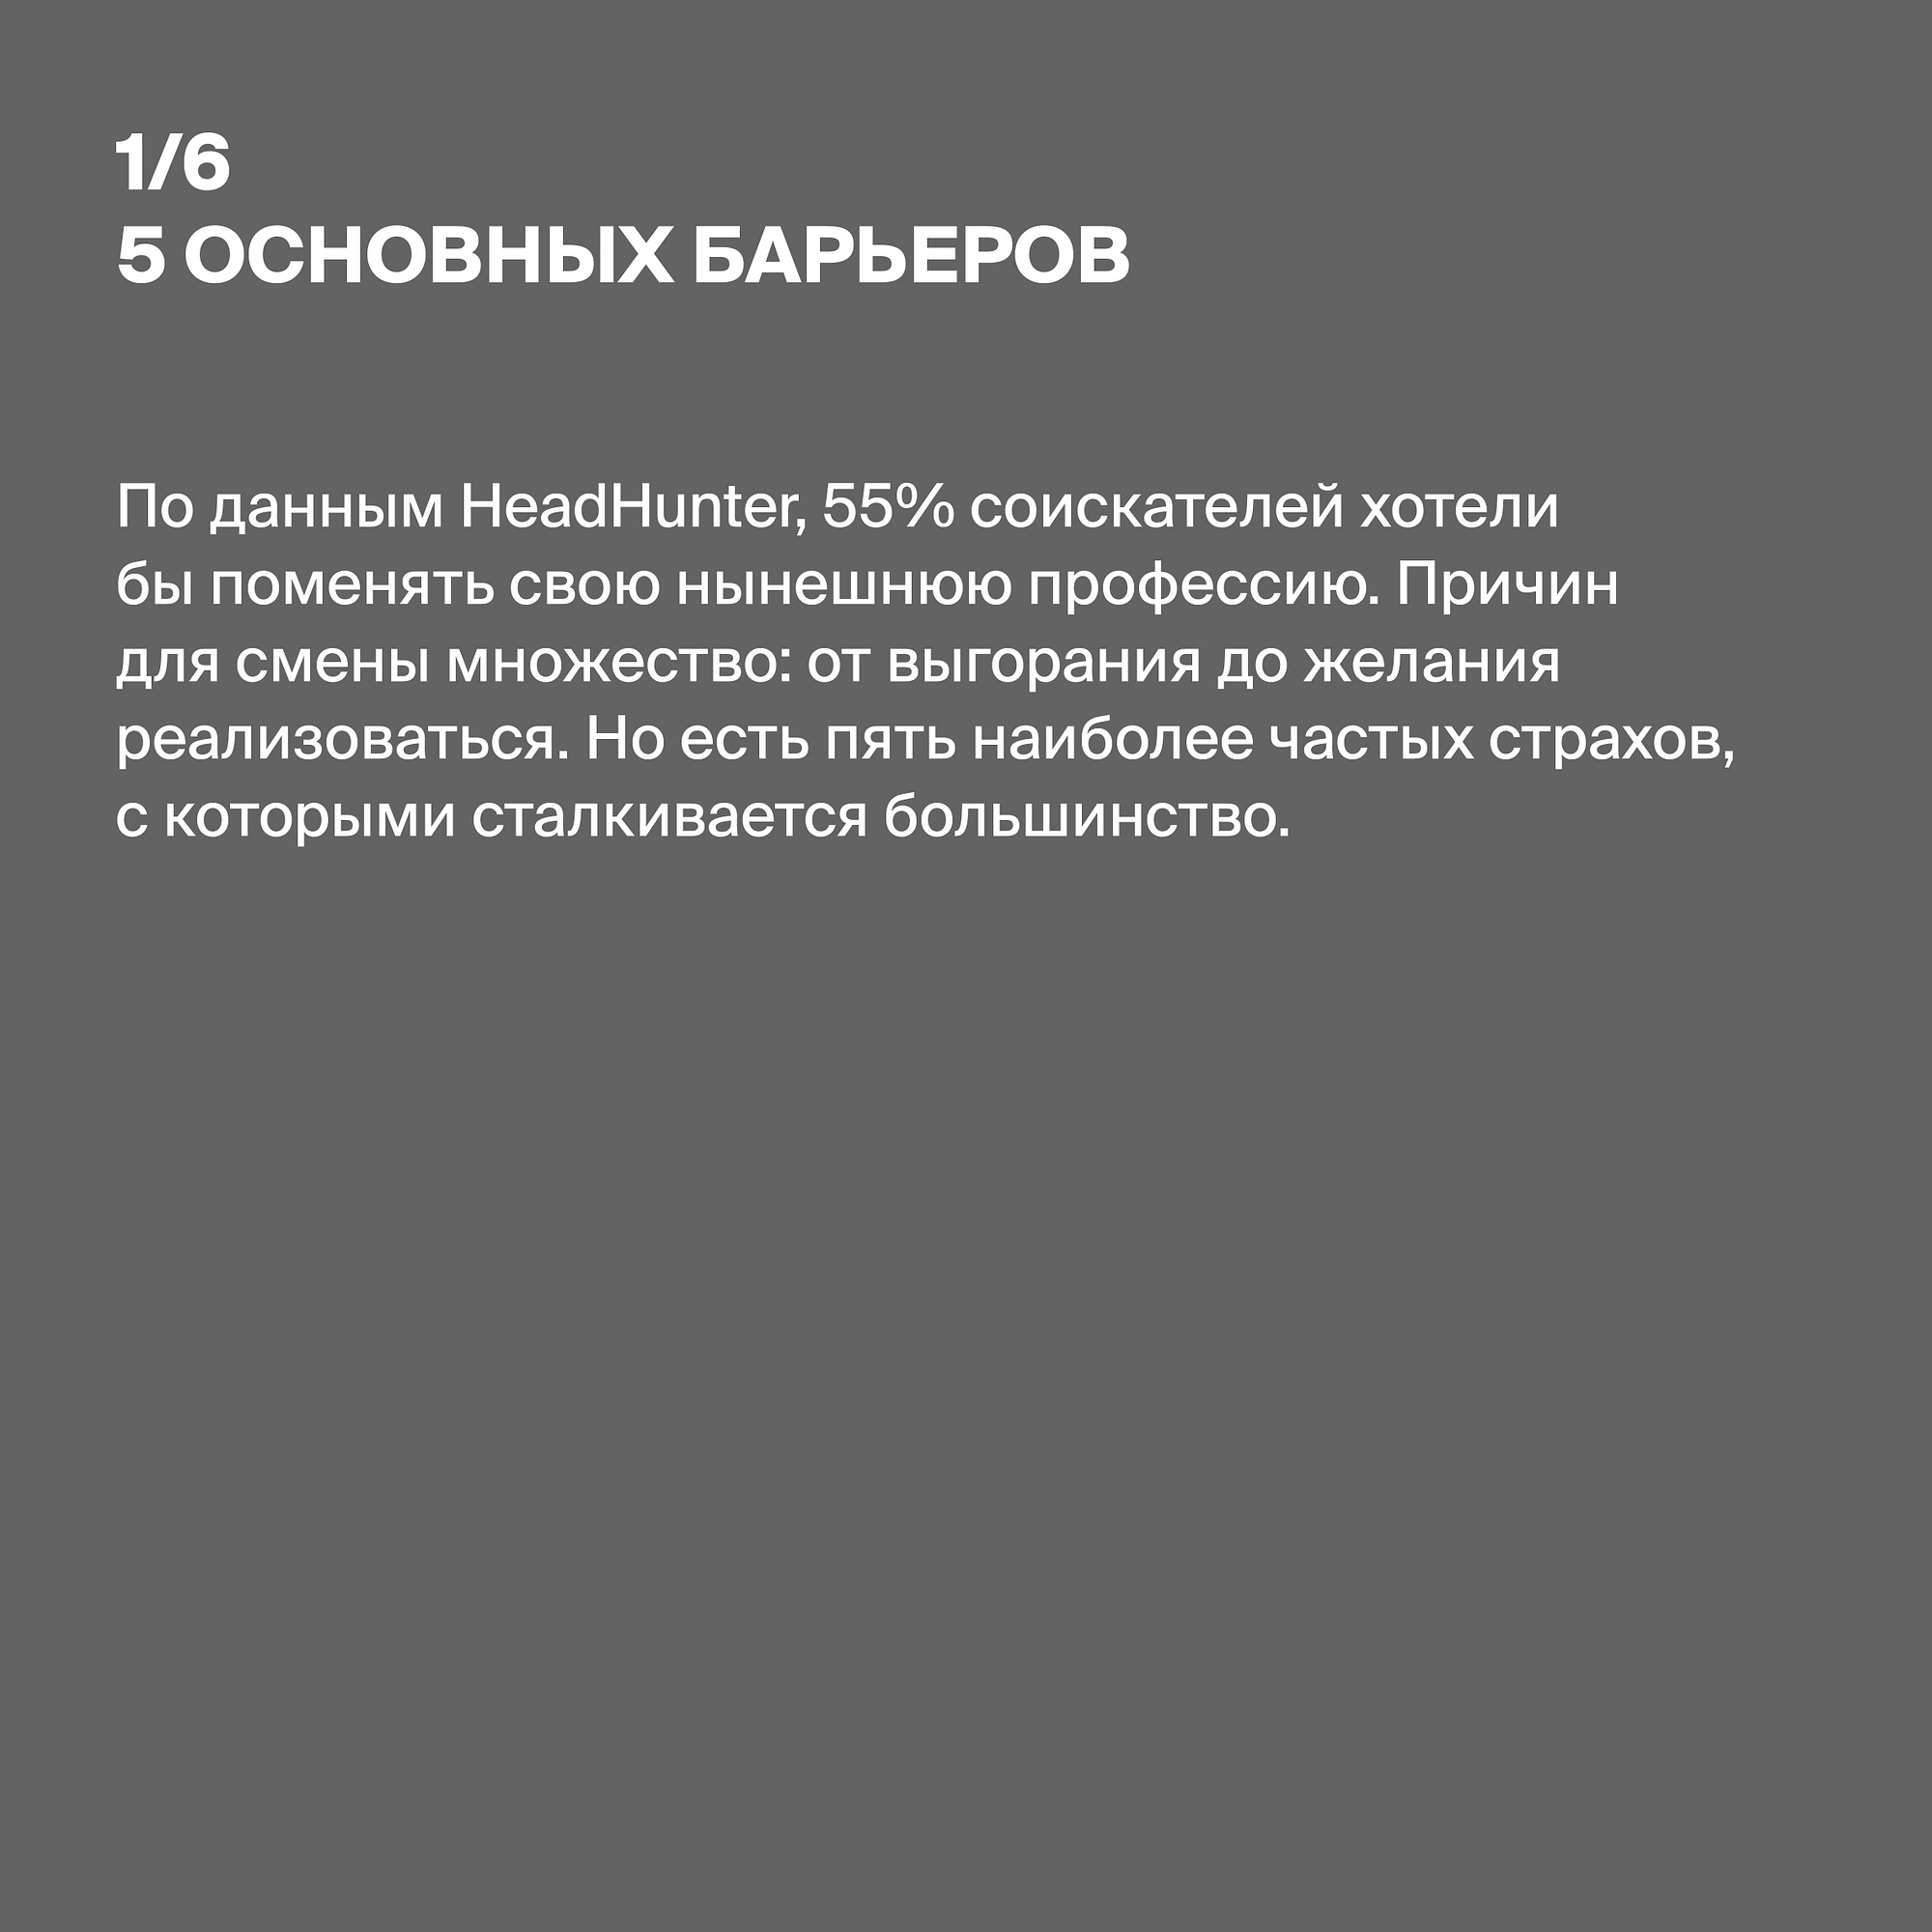 1/6
5 ОСНОВНЫХ БАРЬЕРОВ
По данным HeadHunter, 55% соискателей хотели
бы поменять свою нынешнюю профессию. Причин
для смены множество: от выгорания до желания
реализоваться. Но есть пять наиболее частых страхов,
с которыми сталкивается большинство.